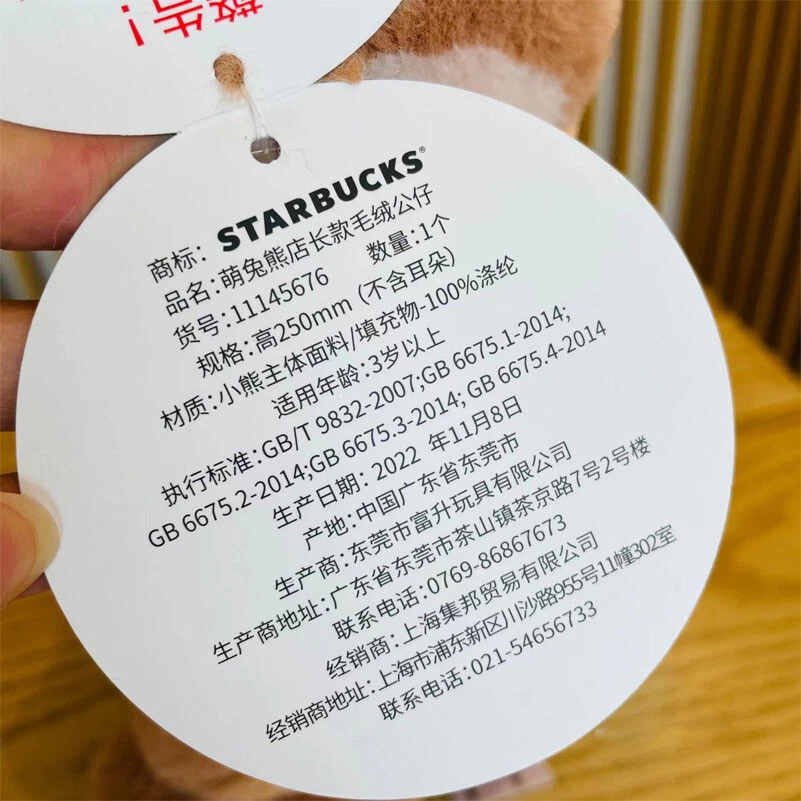 敬告!
商标: STARBUCKS®
品名: 萌兔熊店长款毛绒公仔
货号: 11145676 数量: 1个
规格: 高250mm (不含耳朵)
材质: 小熊主体面料/填充物-100%涤纶
适用年龄: 3岁以上
执行标准: GB/T 9832-2007;GB 6675.1-2014;
GB 6675.2-2014;GB 6675.3-2014; GB 6675.4-2014
生产日期: 2022 年11月8日
产地: 中国广东省东莞市
生产商: 东莞市富升玩具有限公司
生产商地址: 广东省东莞市茶山镇茶京路7号2号楼
联系电话: 0769-86867673
经销商: 上海集邦贸易有限公司
经销商地址: 上海市浦东新区川沙路955号11幢302室
联系电话: 021-54656733